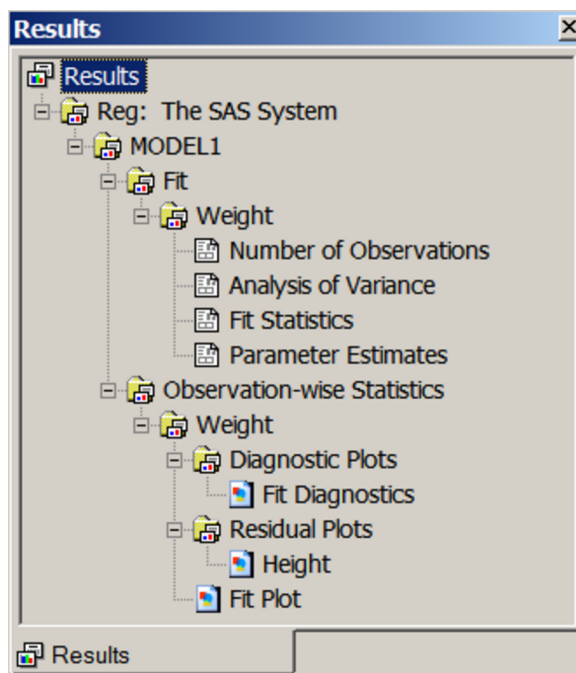 Results
Results
Reg: The SAS System
MODEL1
Fit
Weight
Number of Observations
Analysis of Variance
Fit Statistics
Parameter Estimates
Observation-wise Statistics
Weight
Diagnostic Plots
Fit Diagnostics
Residual Plots
Height
Fit Plot
Results